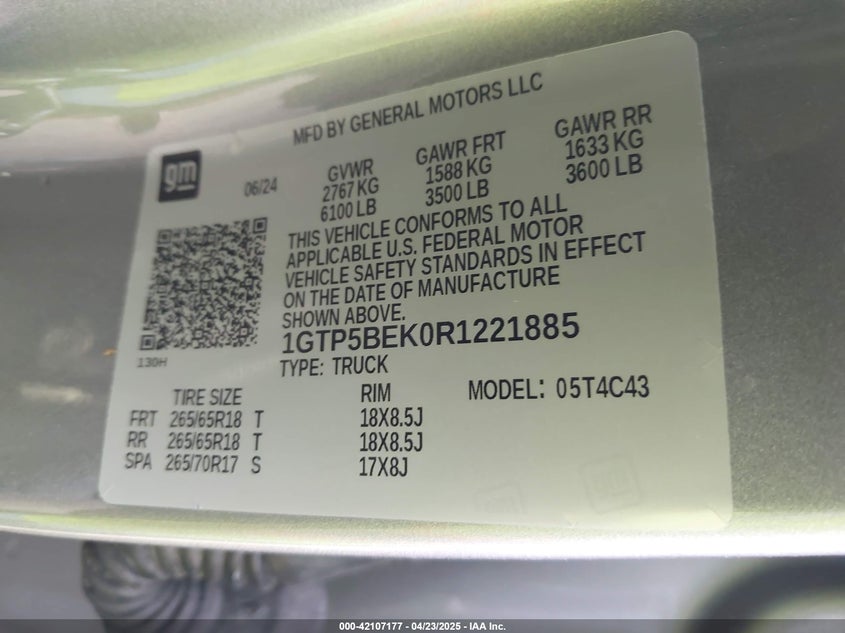 MFD BY GENERAL MOTORS LLC
gm
06/24
GVWR
2767 KG
6100 LB
GAWR FRT
1588 KG
3500 LB
GAWR RR
1633 KG
3600 LB
THIS VEHICLE CONFORMS TO ALL
APPLICABLE U.S. FEDERAL MOTOR
VEHICLE SAFETY STANDARDS IN EFFECT
ON THE DATE OF MANUFACTURE
SHOWN ABOVE.
1GTP5BEK0R1221885
TYPE: TRUCK
130H
TIRE SIZE
RIM
MODEL: 05T4C43
FRT 265/65R18 T 18X8.5J
RR 265/65R18 T 18X8.5J
SPA 265/70R17 S 17X8J
000-42107177 - 04/23/2025 - IAA Inc.